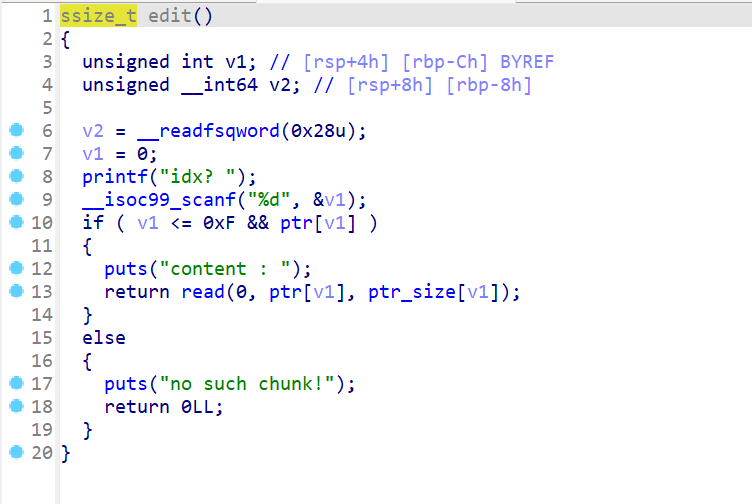 1 ssize_t edit()
2 {
3 unsigned int v1; // [rsp+4h] [rbp-Ch] BYREF
4 unsigned __int64 v2; // [rsp+8h] [rbp-8h]
5
6 v2 = __readfsqword(0x28u);
7 v1 = 0;
8 printf("idx? ");
9 __isoc99_scanf("%d", &v1);
10 if ( v1 <= 0xF && ptr[v1] )
11 {
12 puts("content : ");
13 return read(0, ptr[v1], ptr_size[v1]);
14 }
15 else
16 {
17 puts("no such chunk!");
18 return 0LL;
19 }
20 }